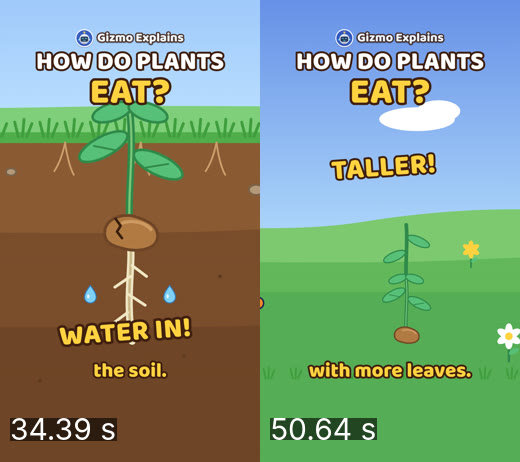 Gizmo Explains
HOW DO PLANTS
EAT?
WATER IN!
the soil.
34.39 s
Gizmo Explains
HOW DO PLANTS
EAT?
TALLER!
with more leaves.
50.64 s